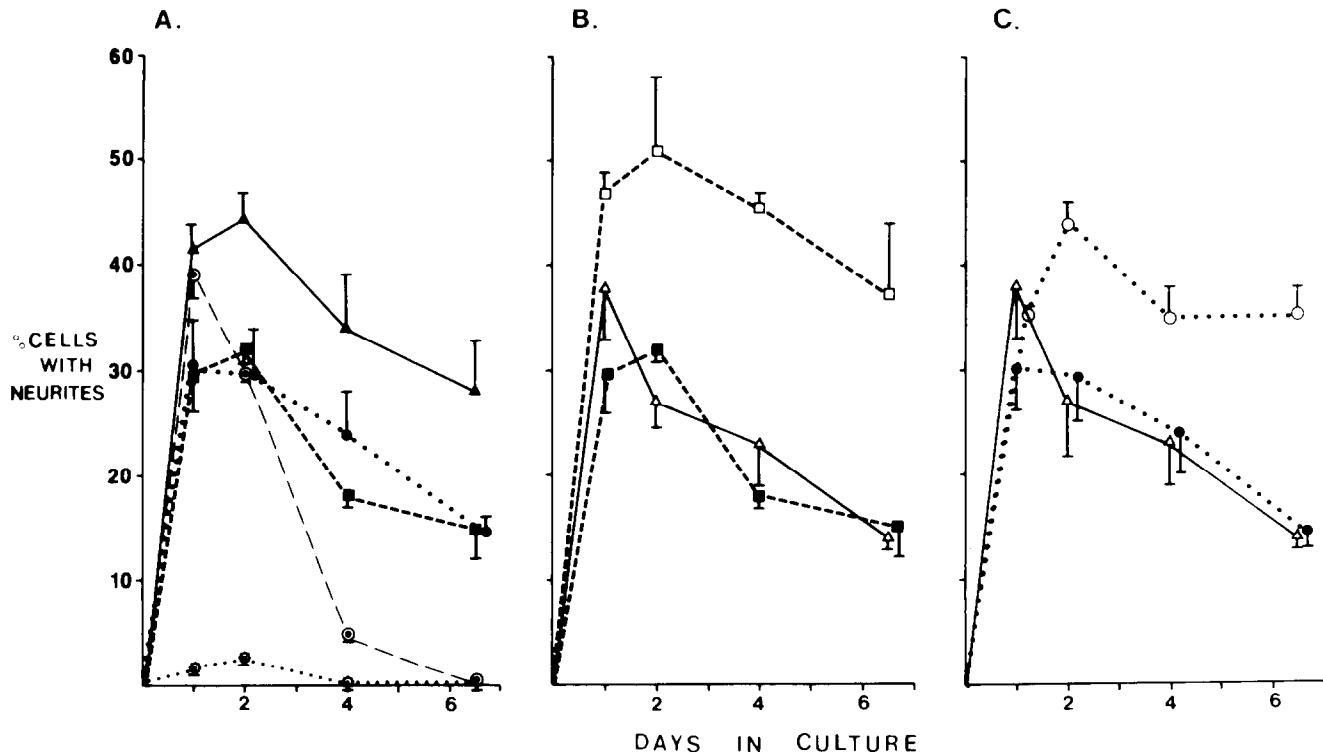 A.
B.
C.
60
50
40
30
20
10
% CELLS
WITH
NEURITES
2 4 6
2 4 6
2 4 6
DAYS IN CULTURE